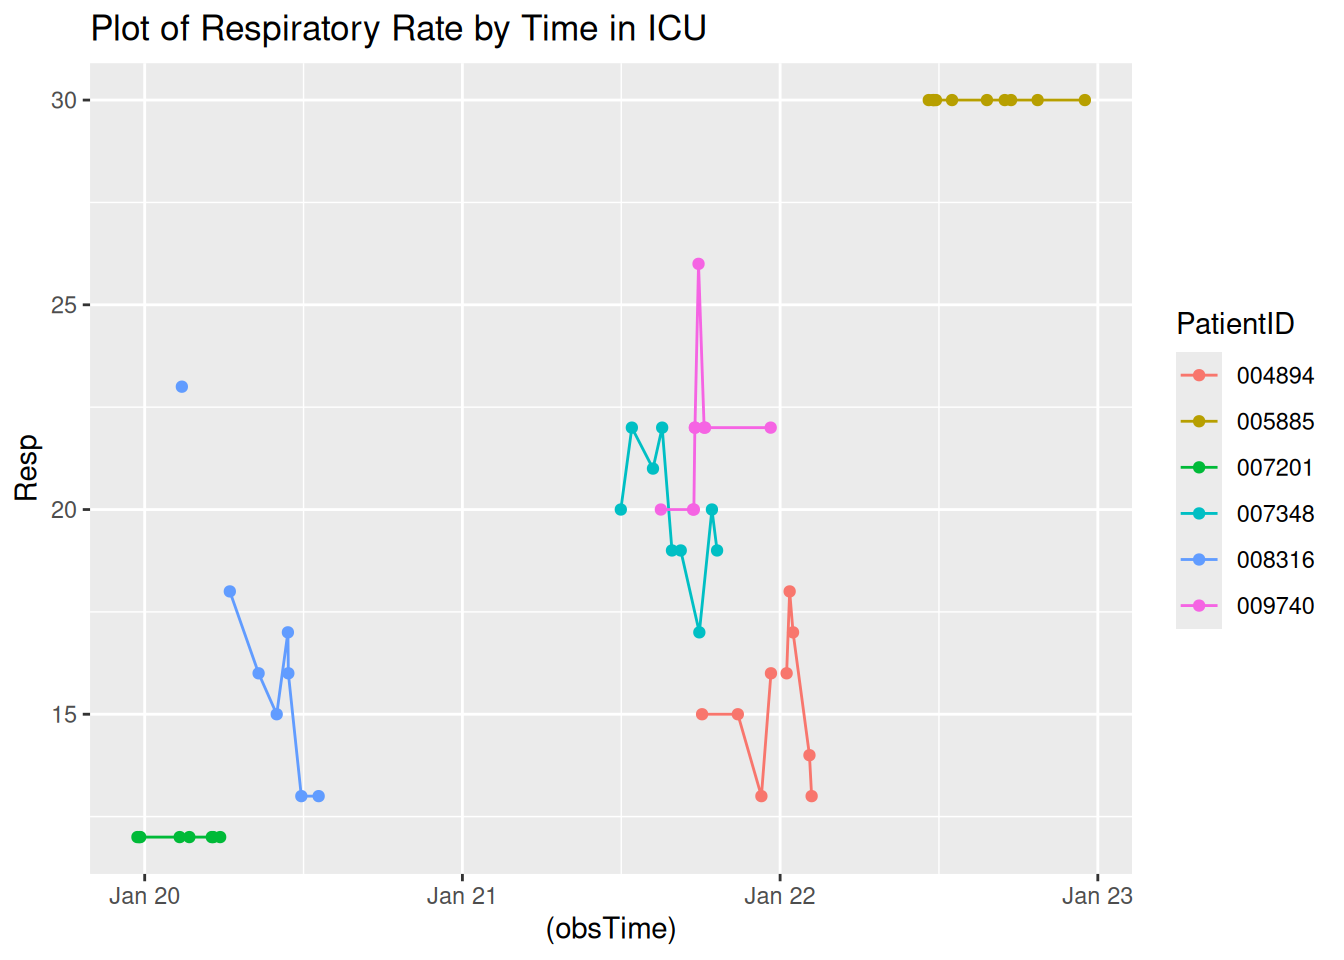 Plot of Respiratory Rate by Time in ICU
30
25
20
15
Resp
Jan 20
Jan 21
Jan 22
Jan 23
(obsTime)
PatientID
004894
005885
007201
007348
008316
009740